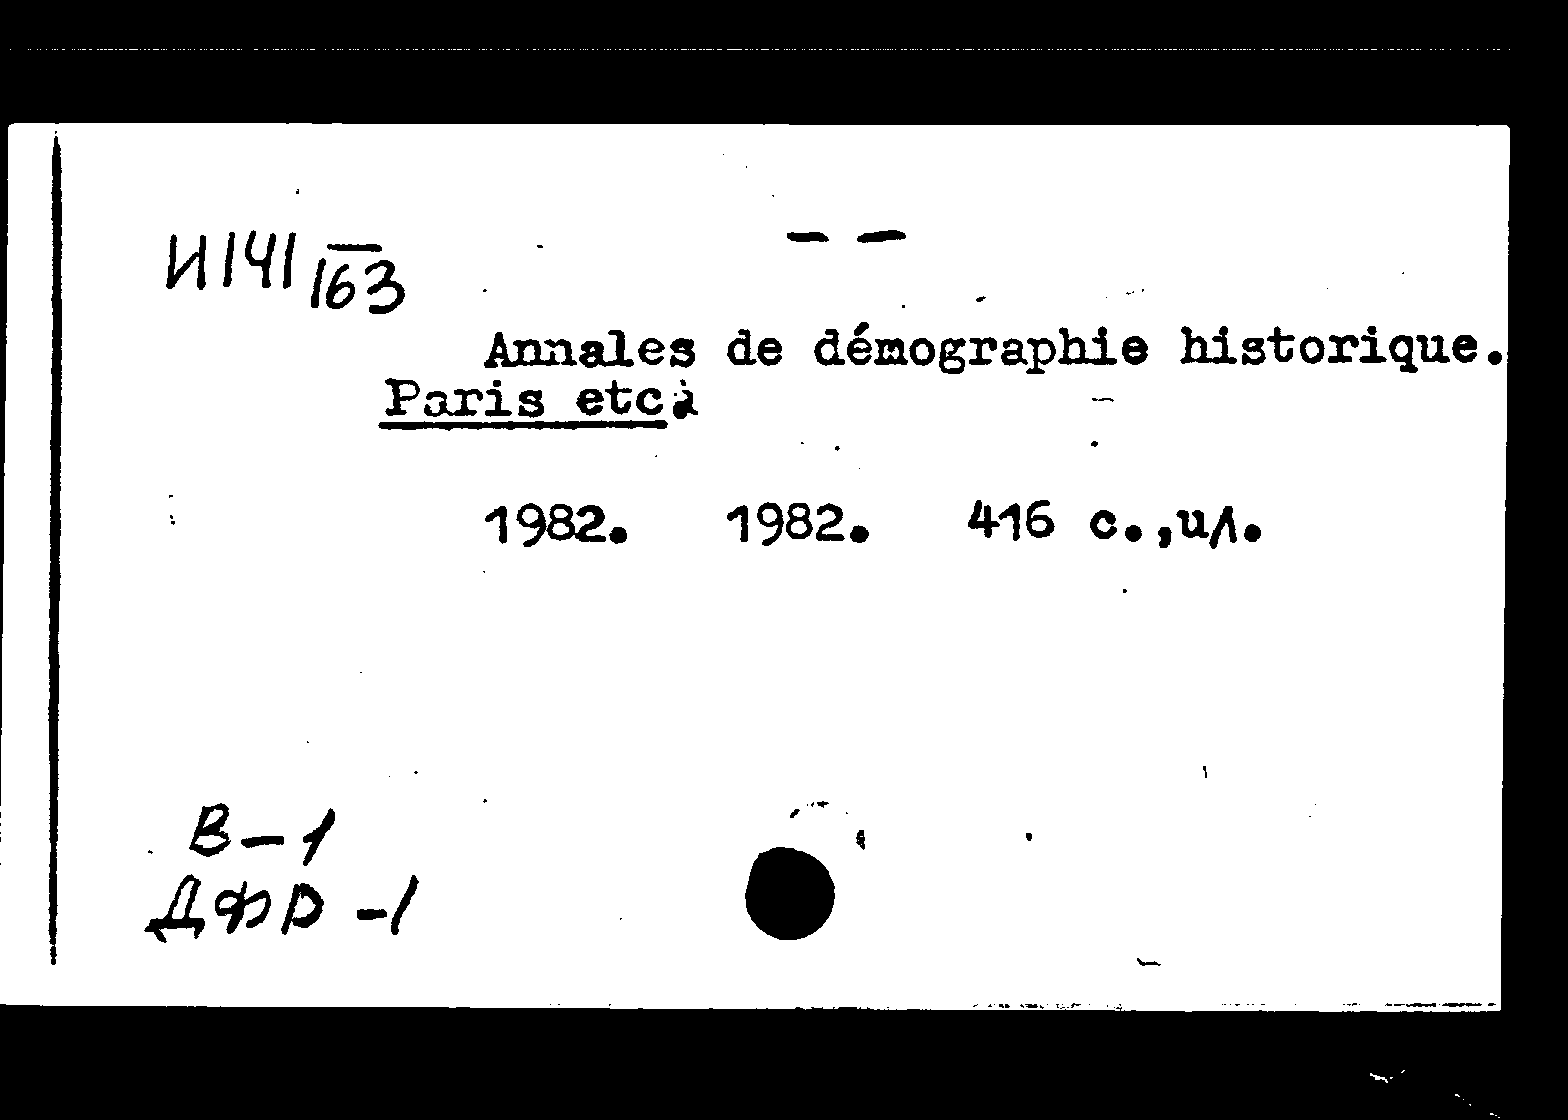 И141
163
— —
Annales de démographie historique.
Paris etc.
1982. 1982. 416 с.,ил.
В-1
ДФР -1